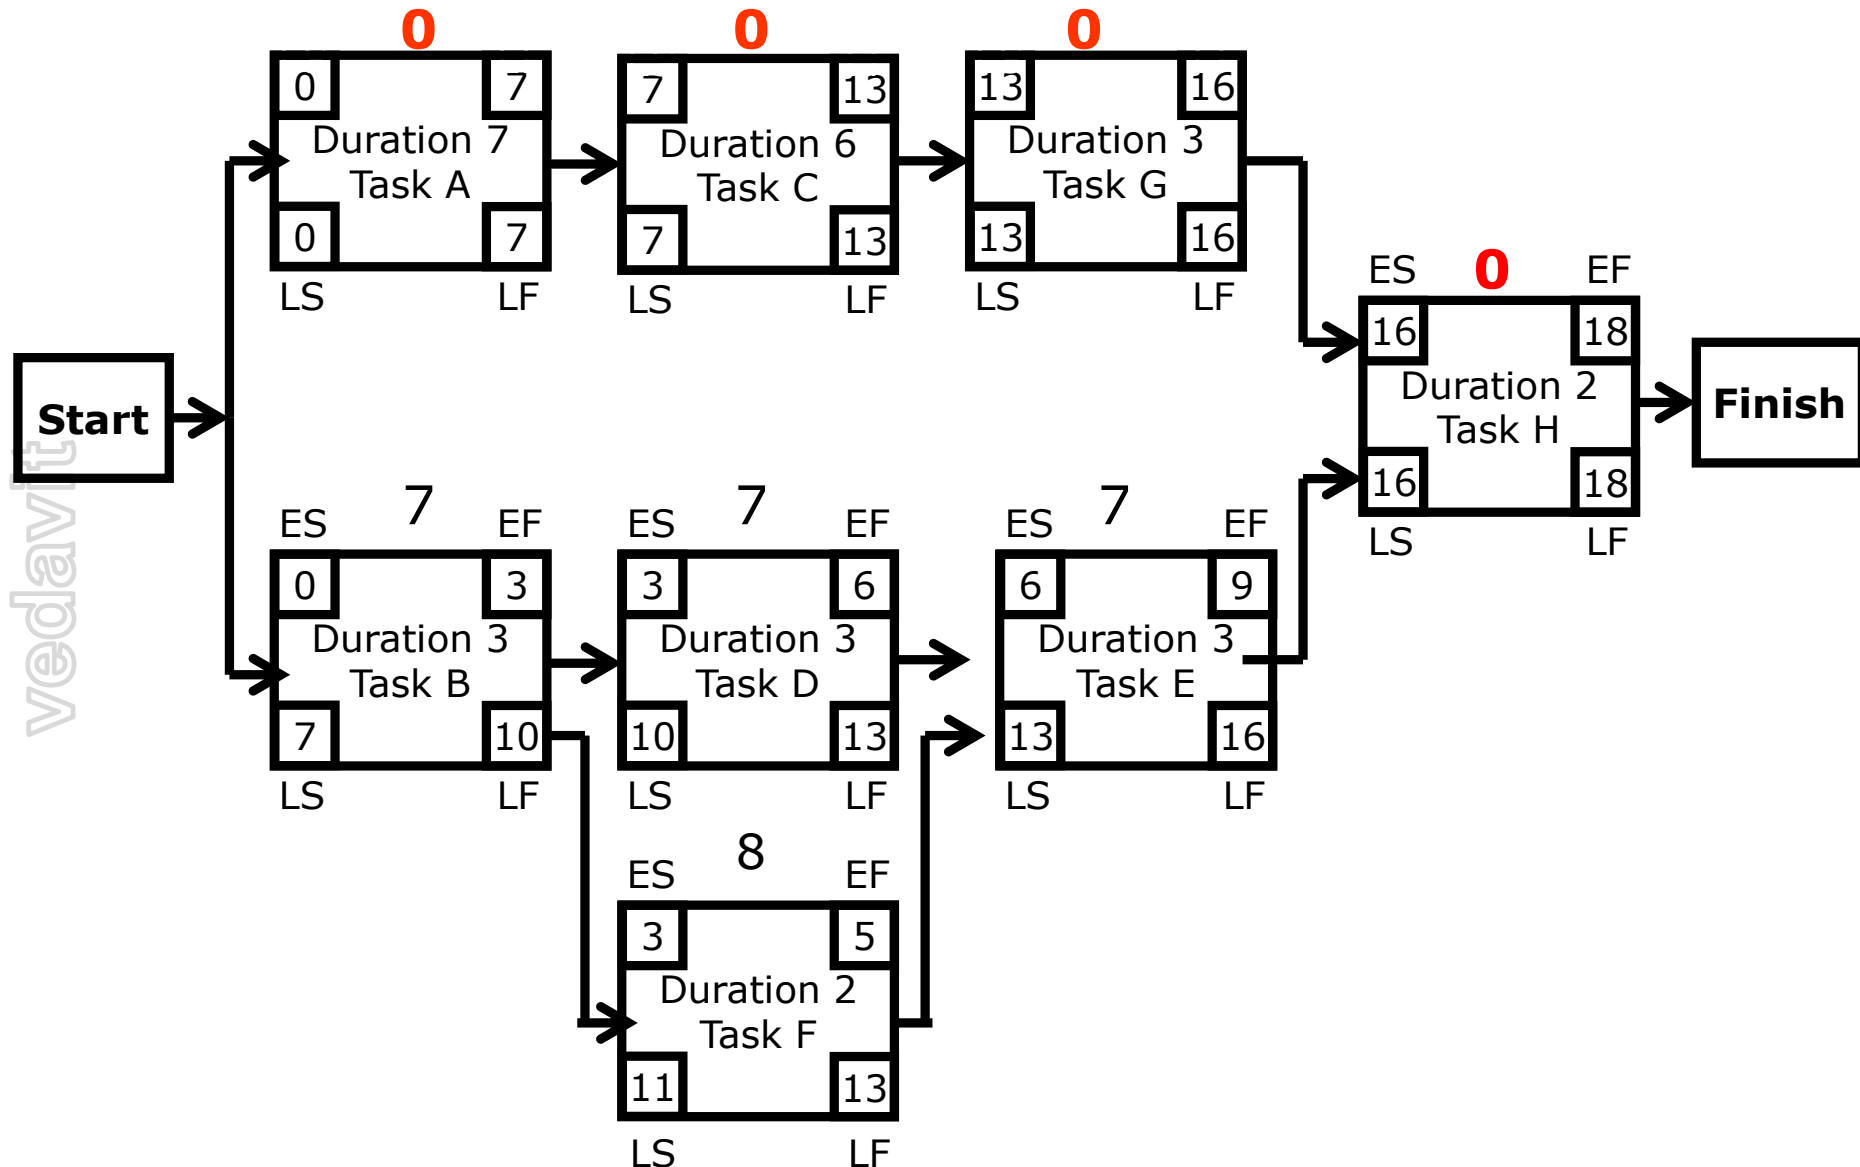 0 0 0
0 7 7 13 13 16
Duration 7 Duration 6 Duration 3
Task A Task C Task G
0 7 7 13 13 16
LS LF LS LF LS LF
ES 0 EF
16 18
Duration 2
Task H
16 18
LS LF
Start
Finish
vedavit
7 7 7
ES EF ES EF ES EF
0 3 3 6 6 9
Duration 3 Duration 3 Duration 3
Task B Task D Task E
7 10 10 13 13 16
LS LF LS LF LS LF
8
ES EF
3 5
Duration 2
Task F
11 13
LS LF